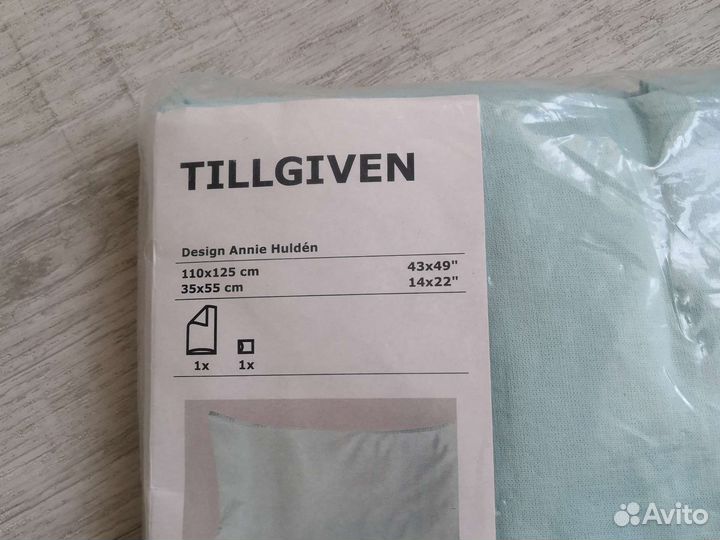 TILLGIVEN
Design Annie Huldén
110x125 cm 43x49"
35x55 cm 14x22"
1x 1x
Avito